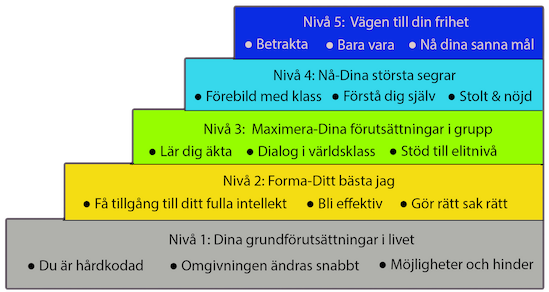 Nivå 5: Vägen till din frihet
● Betrakta ● Bara vara ● Nå dina sanna mål
Nivå 4: Nå-Dina största segrar
● Förebild med klass ● Förstå dig själv ● Stolt & nöjd
Nivå 3: Maximera-Dina förutsättningar i grupp
● Lär dig äkta ● Dialog i världsklass ● Stöd till elitnivå
Nivå 2: Forma-Ditt bästa jag
● Få tillgång till ditt fulla intellekt ● Bli effektiv ● Gör rätt sak rätt
Nivå 1: Dina grundförutsättningar i livet
● Du är hårdkodad ● Omgivningen ändras snabbt ● Möjligheter och hinder